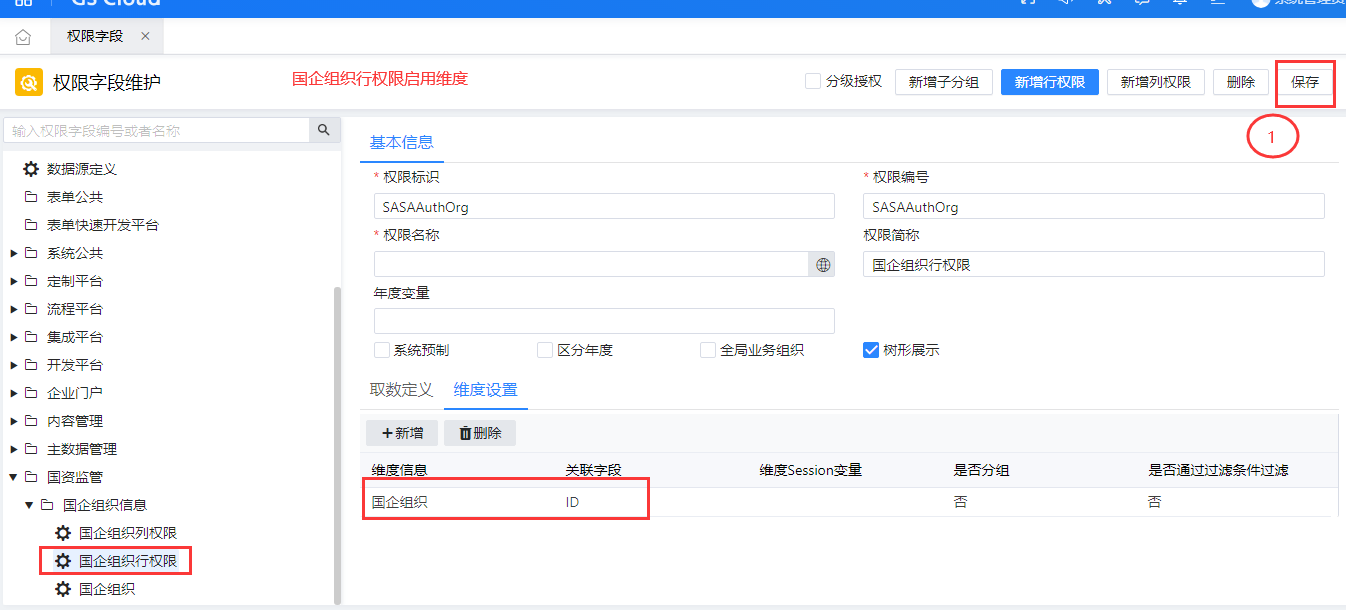 GS Cloud
系统管理员
权限字段 ×
权限字段维护
国企组织行权限启用维度
分级授权 新增子分组 新增行权限 新增列权限 删除 保存
1
输入权限字段编号或者名称
数据源定义
表单公共
表单快速开发平台
系统公共
定制平台
流程平台
集成平台
开发平台
企业门户
内容管理
主数据管理
国资监管
国企组织信息
国企组织列权限
国企组织行权限
国企组织
基本信息
* 权限标识
SASAAuthOrg
* 权限编号
SASAAuthOrg
* 权限名称
权限简称
国企组织行权限
年度变量
系统预制 区分年度 全局业务组织 树形展示
取数定义 维度设置
+新增 删除
维度信息 关联字段 维度Session变量 是否分组 是否通过过滤条件过滤
国企组织 ID 否 否